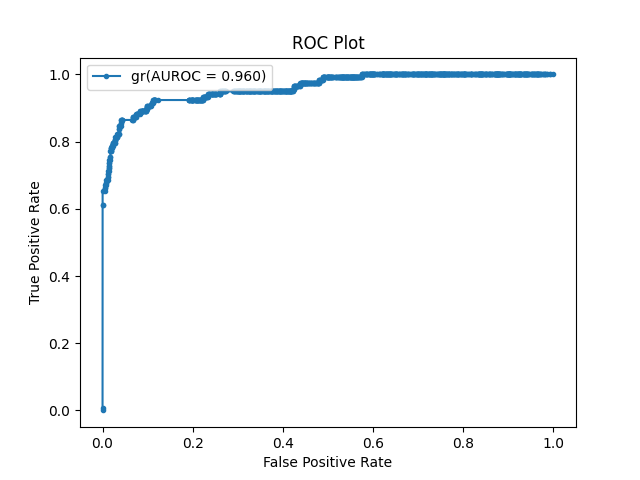 ROC Plot
gr(AUROC = 0.960)
True Positive Rate
1.0
0.8
0.6
0.4
0.2
0.0
0.0 0.2 0.4 0.6 0.8 1.0
False Positive Rate